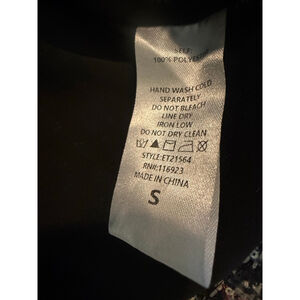 SELF:
100% POLYESTER
HAND WASH COLD
SEPARATELY
DO NOT BLEACH
LINE DRY
IRON LOW
DO NOT DRY CLEAN
STYLE:ET21564
RN#:116923
MADE IN CHINA
S